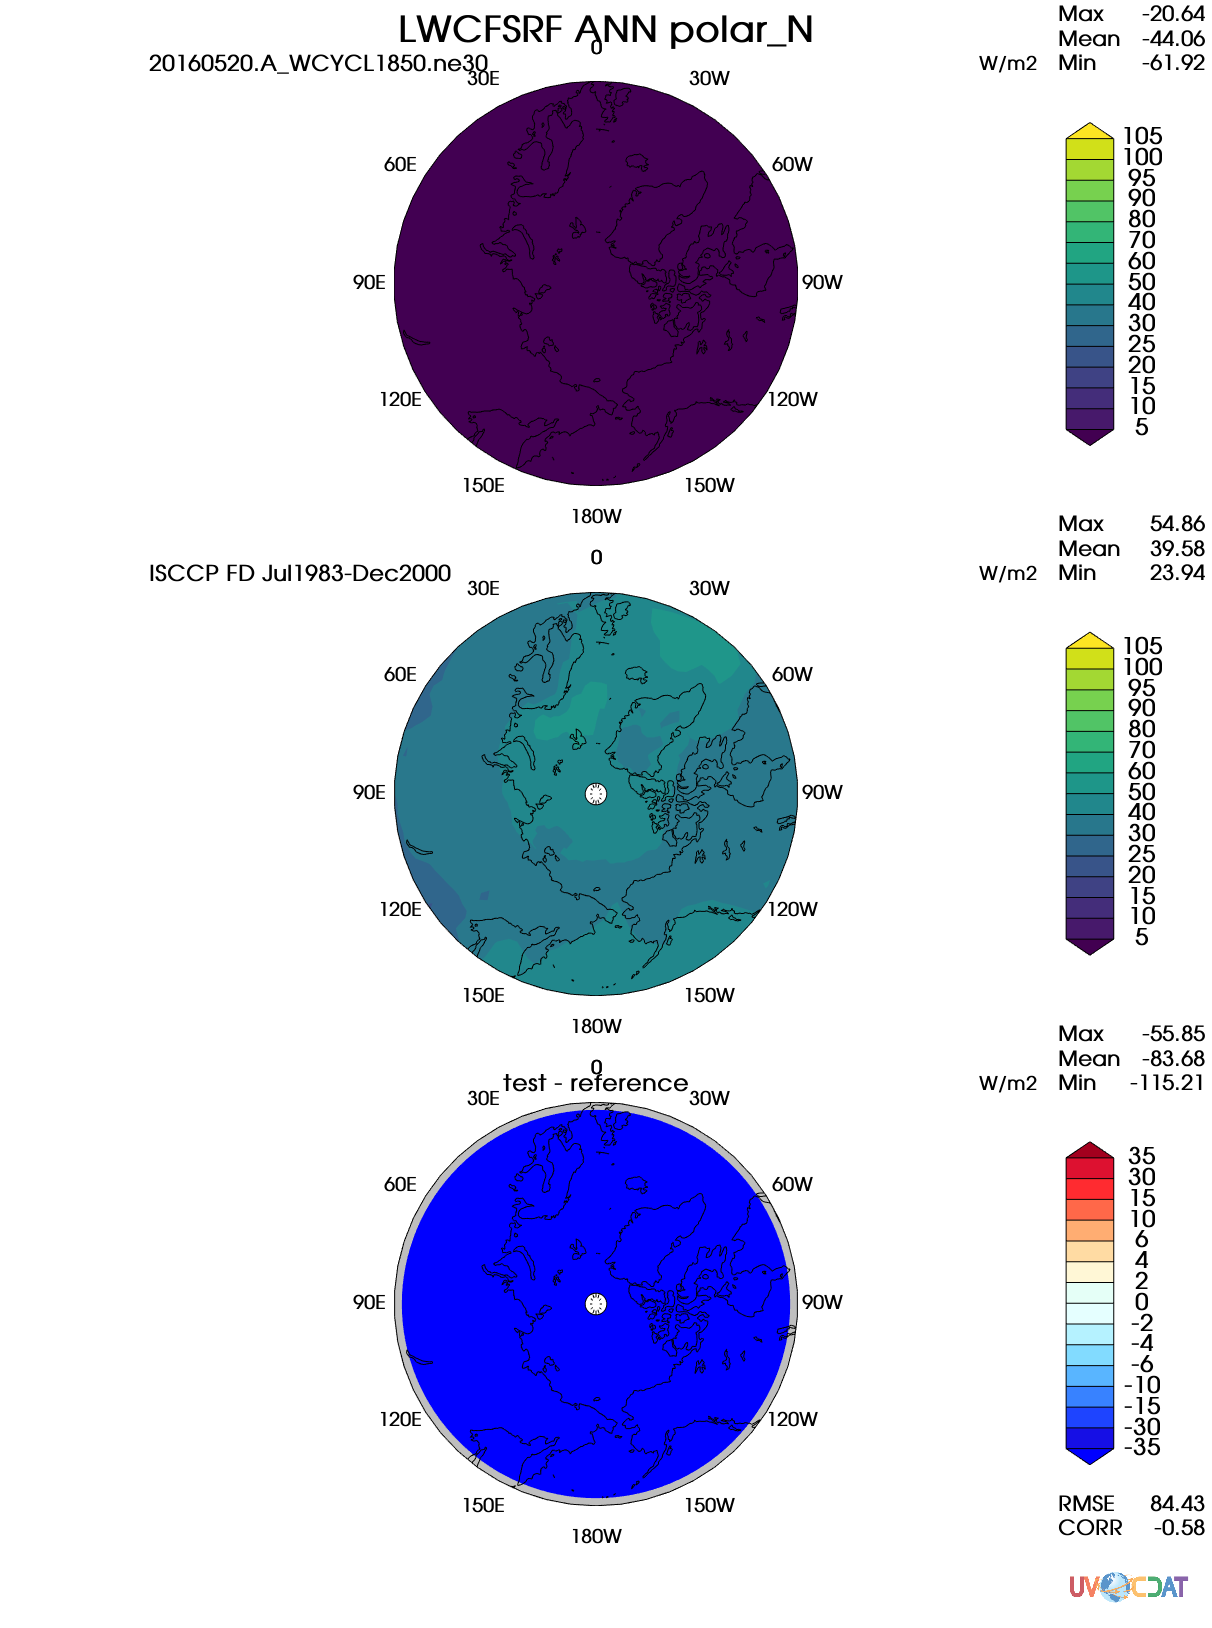 LWCFSRF ANN polar_N
20160520.A_WCYCL1850.ne30
W/m2
Max -20.64
Mean -44.06
Min -61.92
0
30E 30W
60E 60W
90E 90W
120E 120W
150E 150W
180W
105
100
95
90
80
70
60
50
40
30
25
20
15
10
5
ISCCP FD Jul1983-Dec2000
W/m2
Max 54.86
Mean 39.58
Min 23.94
0
30E 30W
60E 60W
90E 90W
120E 120W
150E 150W
180W
105
100
95
90
80
70
60
50
40
30
25
20
15
10
5
test - reference
W/m2
Max -55.85
Mean -83.68
Min -115.21
0
30E 30W
60E 60W
90E 90W
120E 120W
150E 150W
180W
35
30
15
10
6
4
2
0
-2
-4
-6
-10
-15
-30
-35
RMSE 84.43
CORR -0.58
UV CDAT